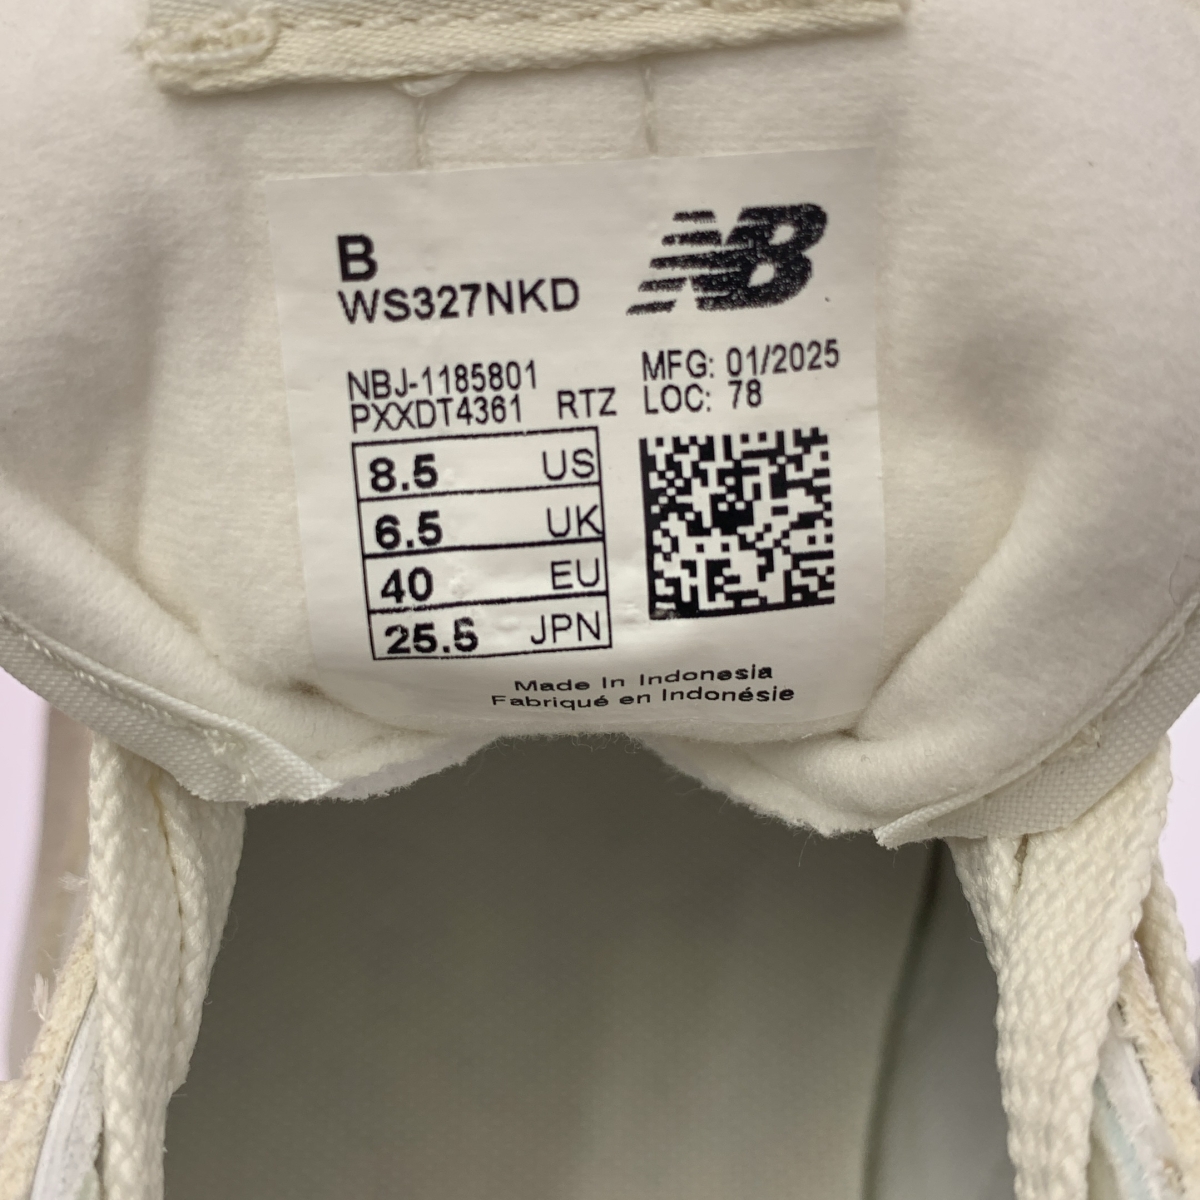 B
WS327NKD
NB
NBJ-1185801
PXXDT4361 RTZ
MFG: 01/2025
LOC: 78
8.5 US
6.5 UK
40 EU
25.5 JPN
Made In Indonesia
Fabriqué en Indonésie